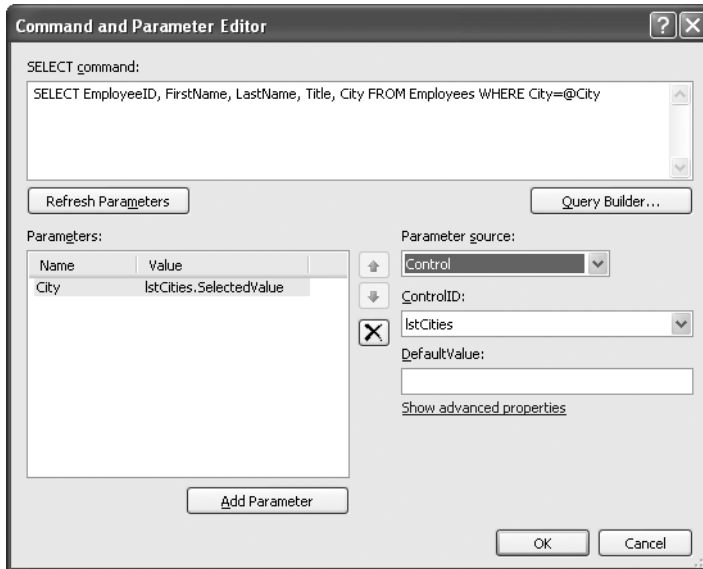 Command and Parameter Editor
SELECT command:
SELECT EmployeeID, FirstName, LastName, Title, City FROM Employees WHERE City=@City
Refresh Parameters
Query Builder...
Parameters:
Parameter source:
Name Value
Control
City lstCities.SelectedValue
ControlID:
lstCities
DefaultValue:
Show advanced properties
Add Parameter
OK Cancel